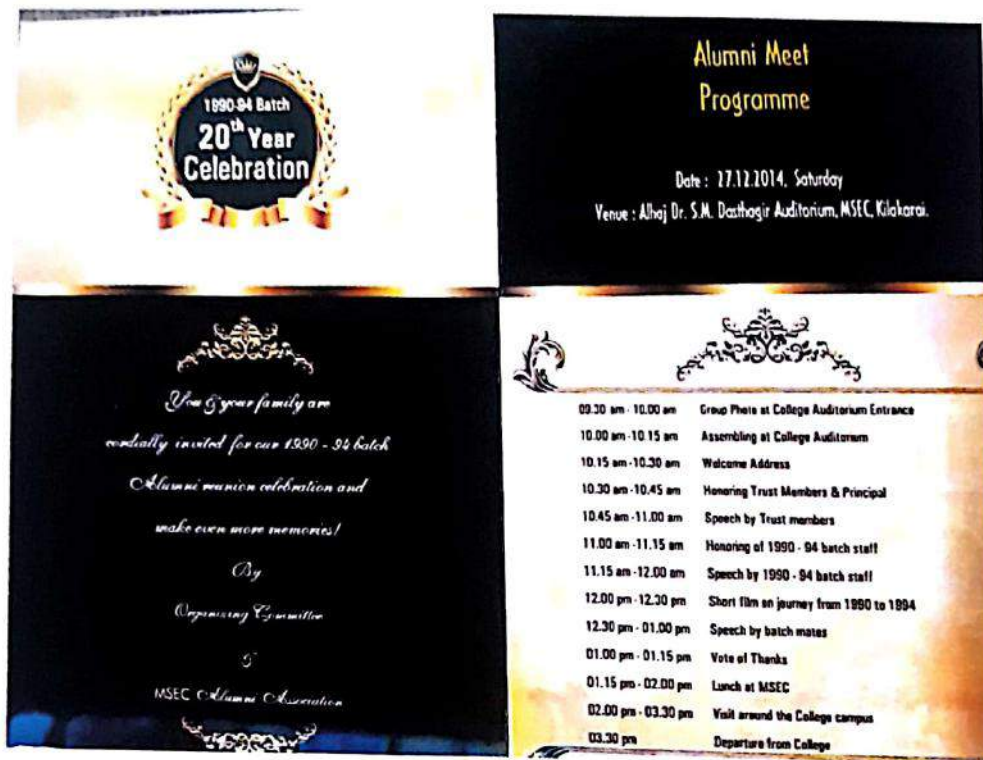 1990-94 Batch
20th Year
Celebration
Alumni Meet
Programme
Date : 27.12.2014, Saturday
Venue : Alhaj Dr. S.M. Dasthagir Auditorium, MSEC, Kilakarai.
You & your family are
cordially invited for our 1990 - 94 batch
Alumni reunion celebration and
make even more memories!
By
Organizing Committee
&
MSEC Alumni Association
09.30 am - 10.00 am Group Photo at College Auditorium Entrance
10.00 am - 10.15 am Assembling at College Auditorium
10.15 am - 10.30 am Welcome Address
10.30 am - 10.45 am Honoring Trust Members & Principal
10.45 am - 11.00 am Speech by Trust members
11.00 am - 11.15 am Honoring of 1990 - 94 batch staff
11.15 am - 12.00 am Speech by 1990 - 94 batch staff
12.00 pm - 12.30 pm Short film on journey from 1990 to 1994
12.30 pm - 01.00 pm Speech by batch mates
01.00 pm - 01.15 pm Vote of Thanks
01.15 pm - 02.00 pm Lunch at MSEC
02.00 pm - 03.30 pm Visit around the College campus
03.30 pm Departure from College